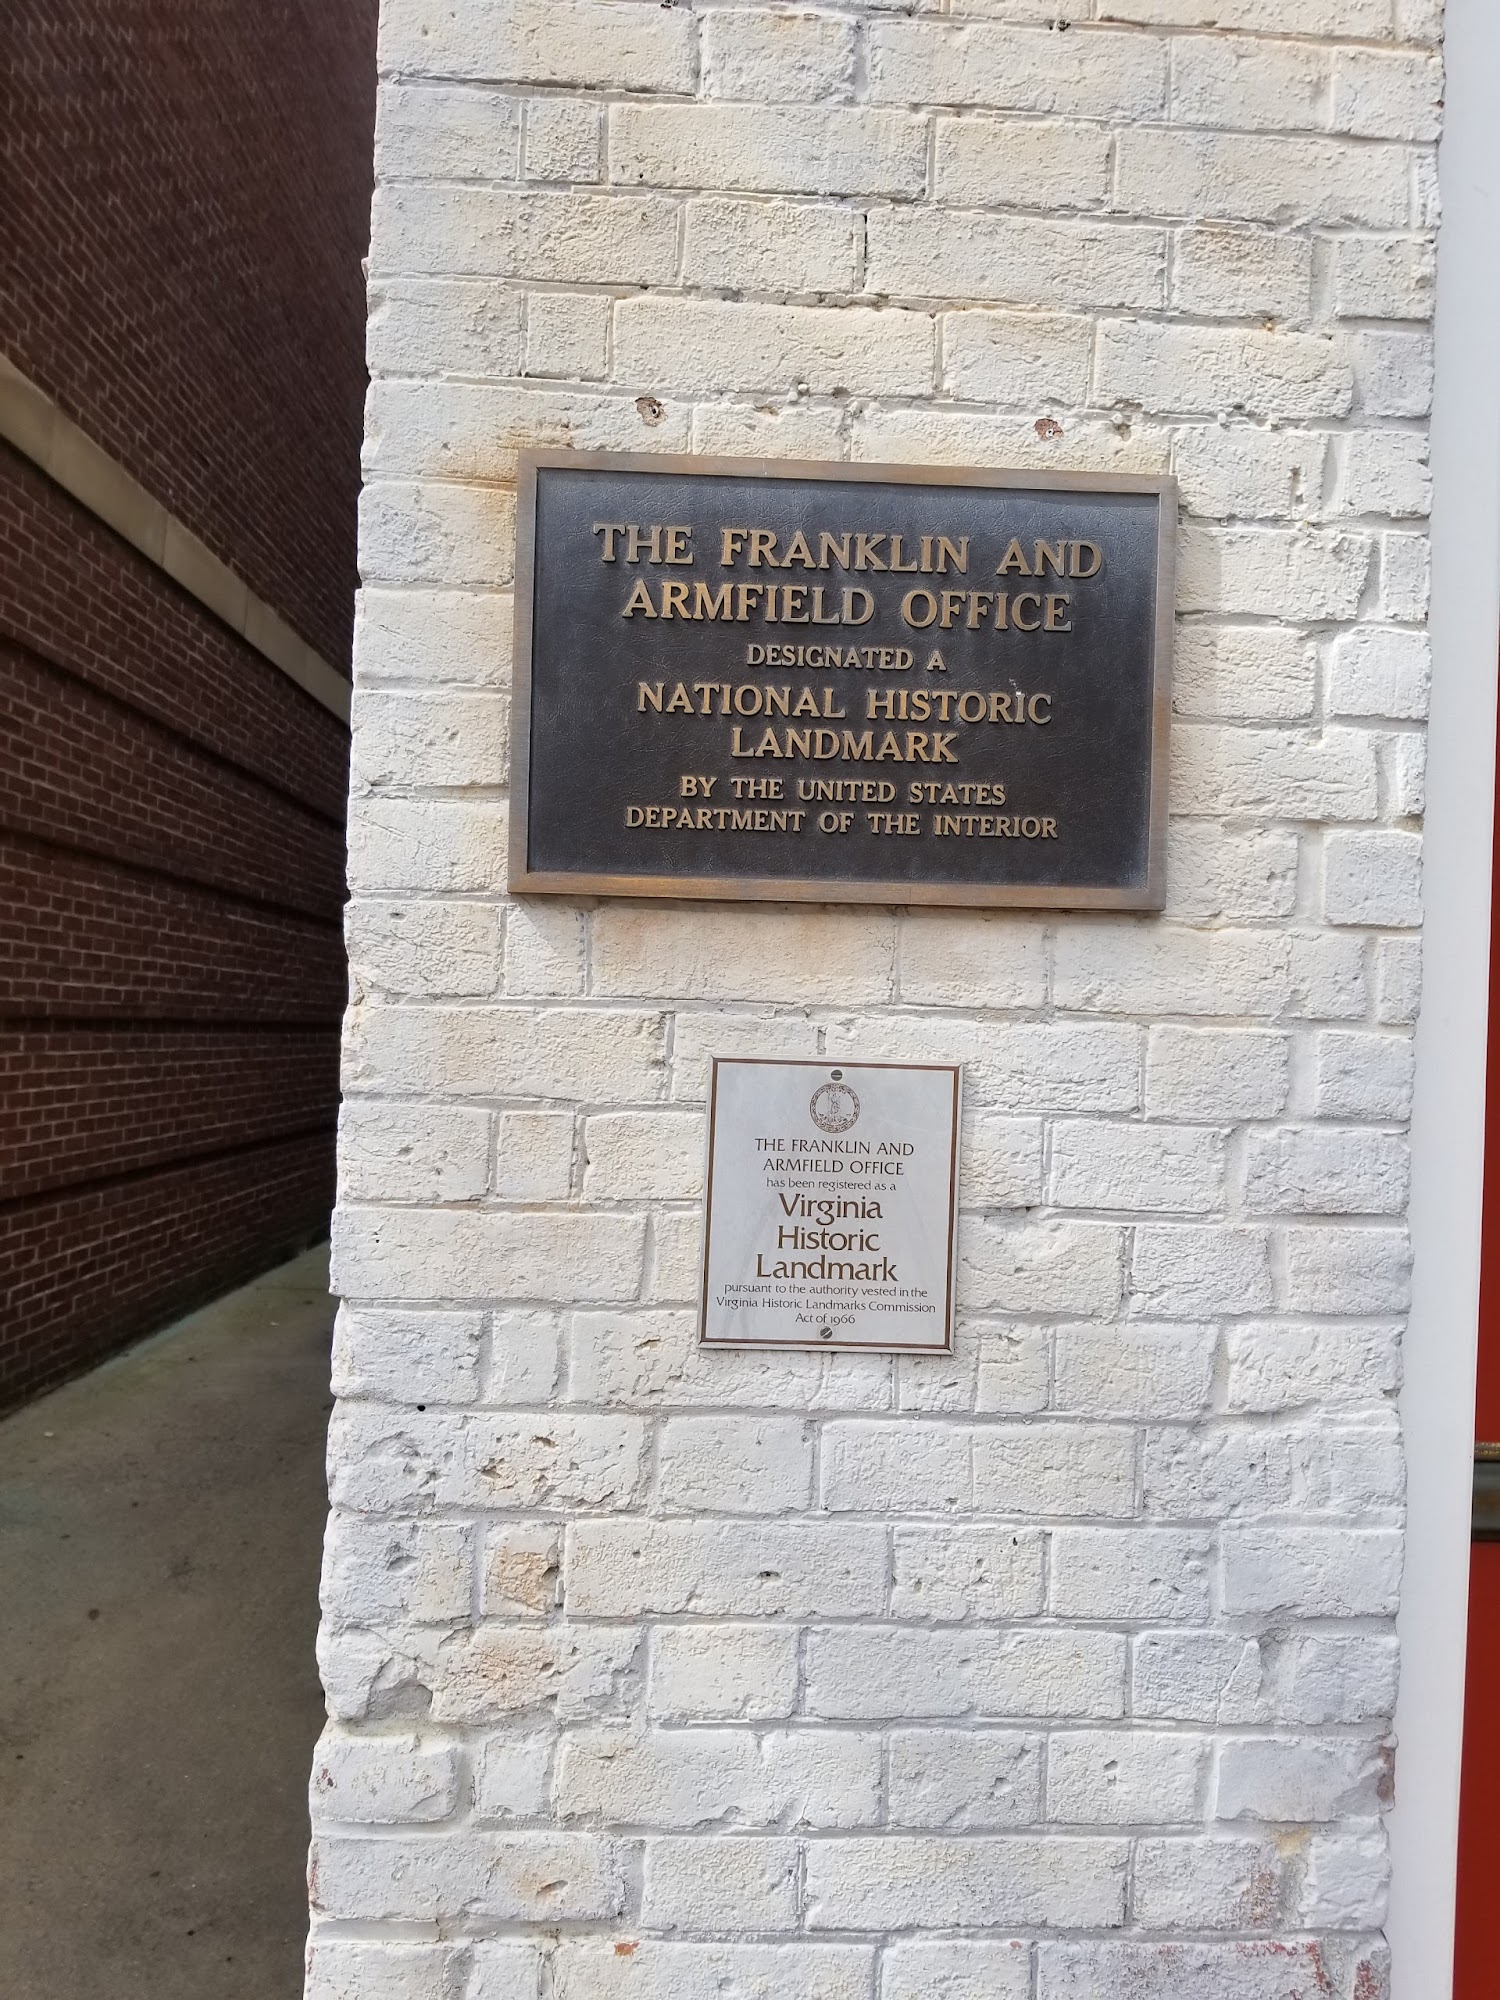 THE FRANKLIN AND
ARMFIELD OFFICE
DESIGNATED A
NATIONAL HISTORIC
LANDMARK
BY THE UNITED STATES
DEPARTMENT OF THE INTERIOR
THE FRANKLIN AND
ARMFIELD OFFICE
has been registered as a
Virginia
Historic
Landmark
pursuant to the authority vested in the
Virginia Historic Landmarks Commission
Act of 1966